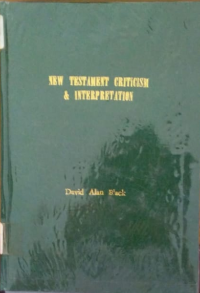 NEW TESTAMENT CRITICISM
& INTERPRETATION
David Alan Black